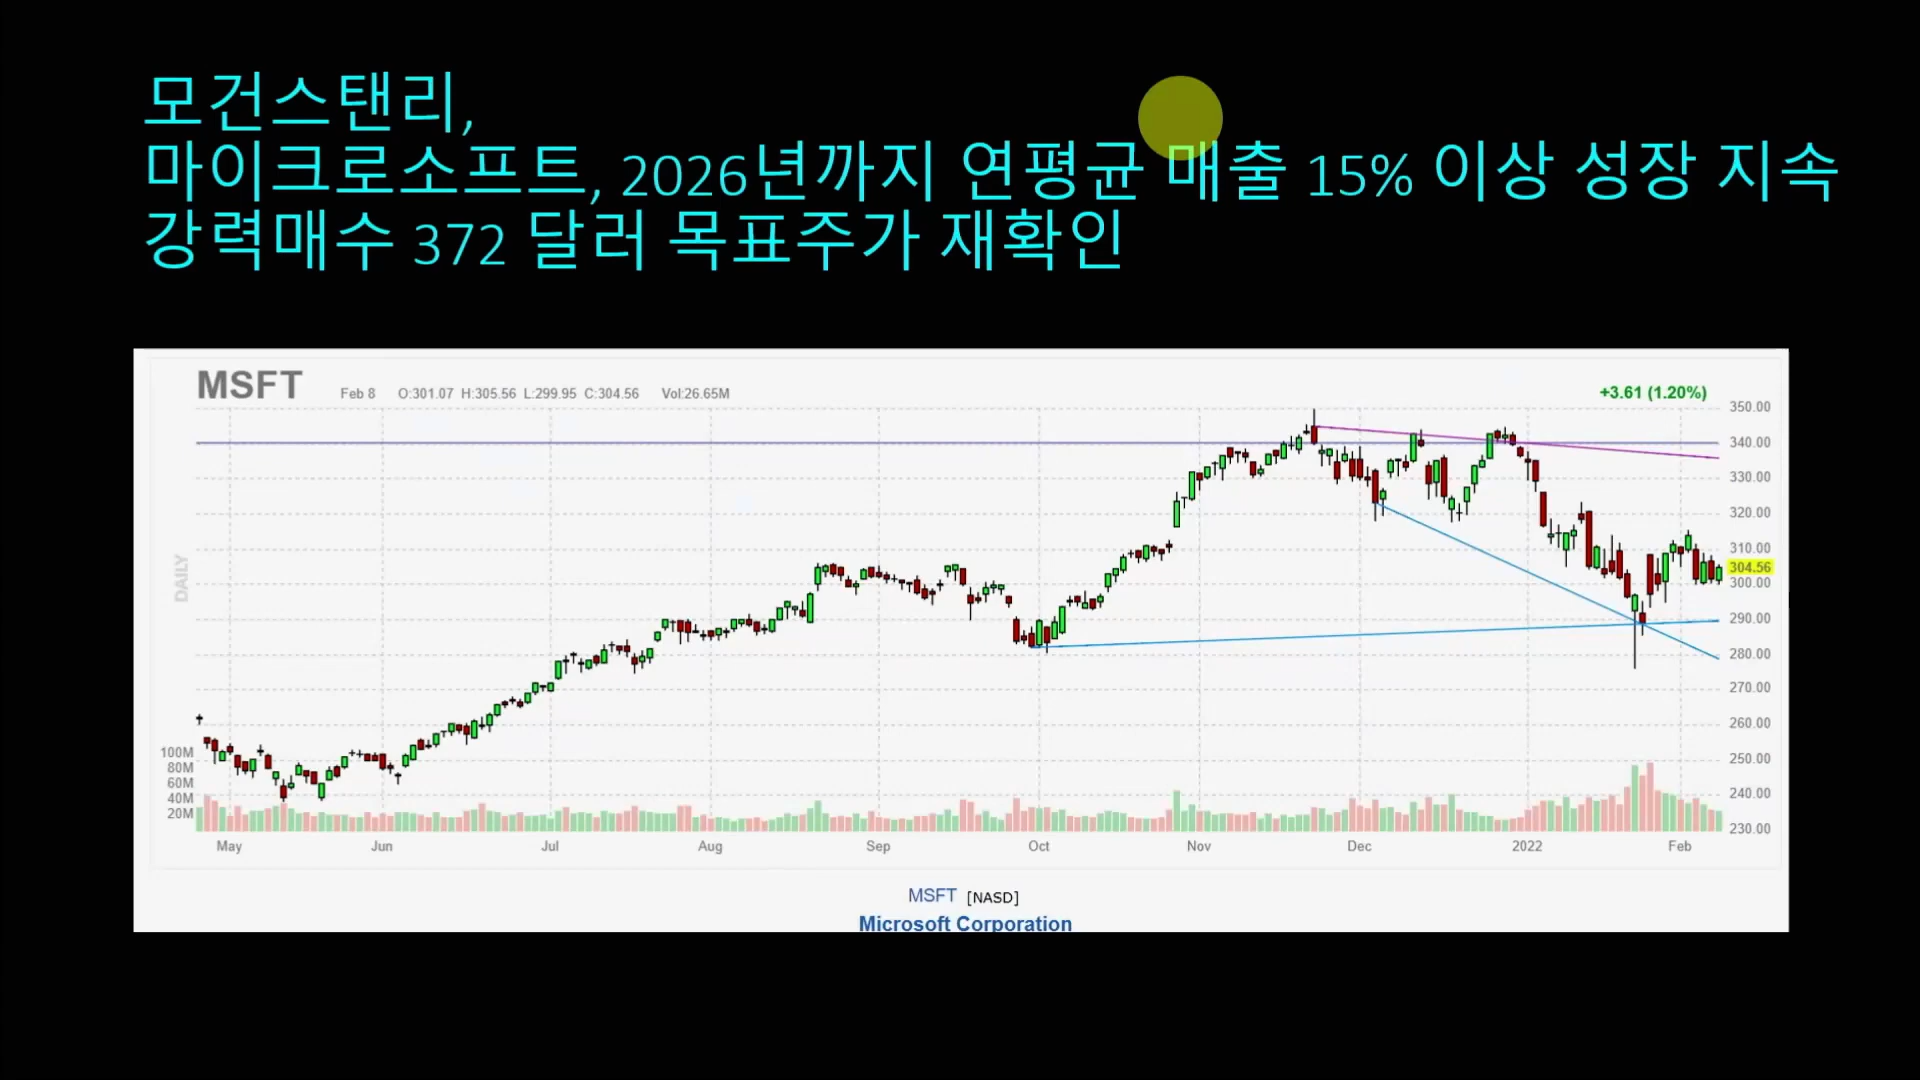 모건스탠리,
마이크로소프트, 2026년까지 연평균 매출 15% 이상 성장 지속
강력매수 372 달러 목표주가 재확인
MSFT Feb 8 O:301.07 H:305.56 L:299.95 C:304.56 Vol:26.65M +3.61 (1.20%)
350.00
340.00
330.00
320.00
310.00
304.56
300.00
290.00
280.00
270.00
260.00
250.00
240.00
230.00
DAILY
100M
80M
60M
40M
20M
May Jun Jul Aug Sep Oct Nov Dec 2022 Feb
MSFT [NASD]
Microsoft Corporation